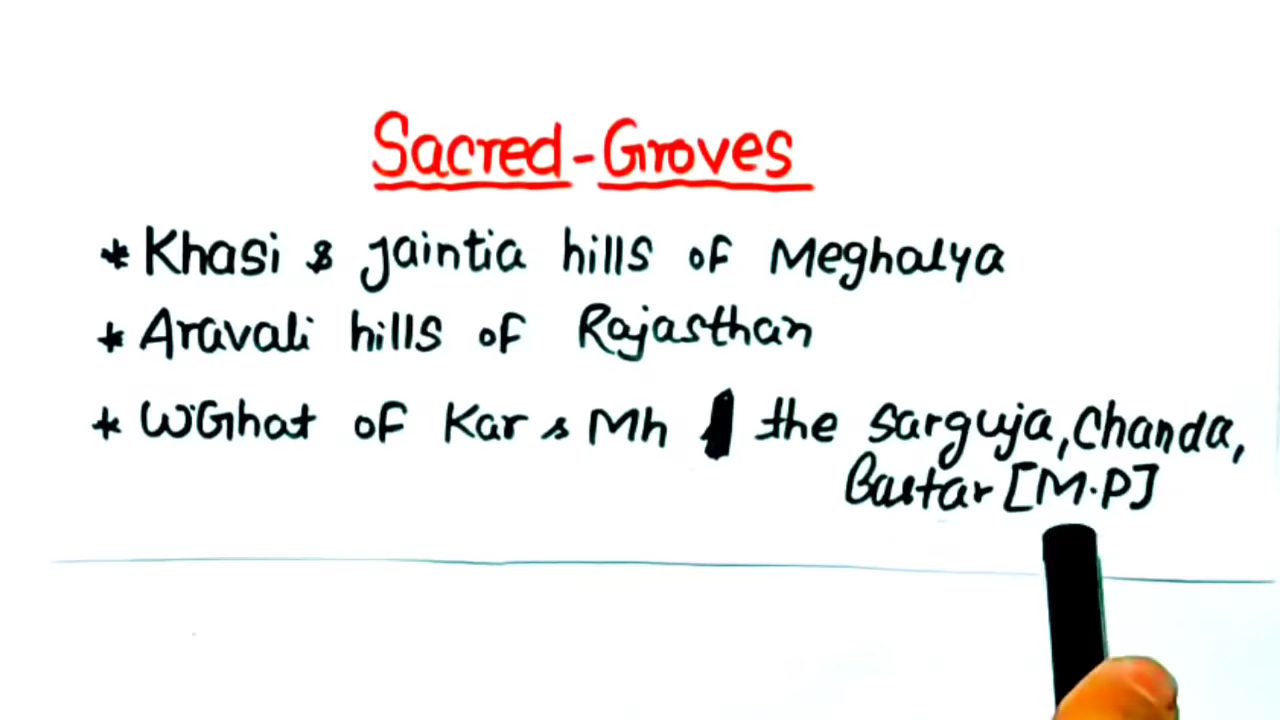 Sacred-Groves
* Khasi & Jaintia hills of Meghalya
* Aravali hills of Rajasthan
* W'Ghat of Kar & Mh the Sarguja, Chanda,
Bastar [M.P]